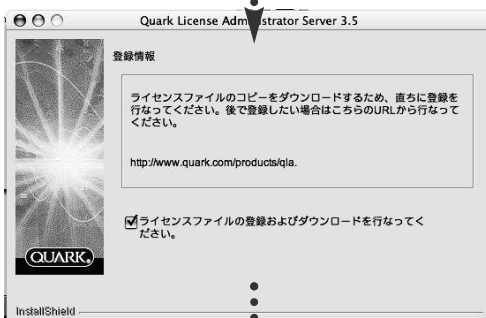 Quark License Administrator Server 3.5
登録情報
ライセンスファイルのコピーをダウンロードするため、直ちに登録を
行なってください。後で登録したい場合はこちらのURLから行なって
ください。
http://www.quark.com/products/qla.
ライセンスファイルの登録およびダウンロードを行なってく
ださい。
QUARK
InstallShield